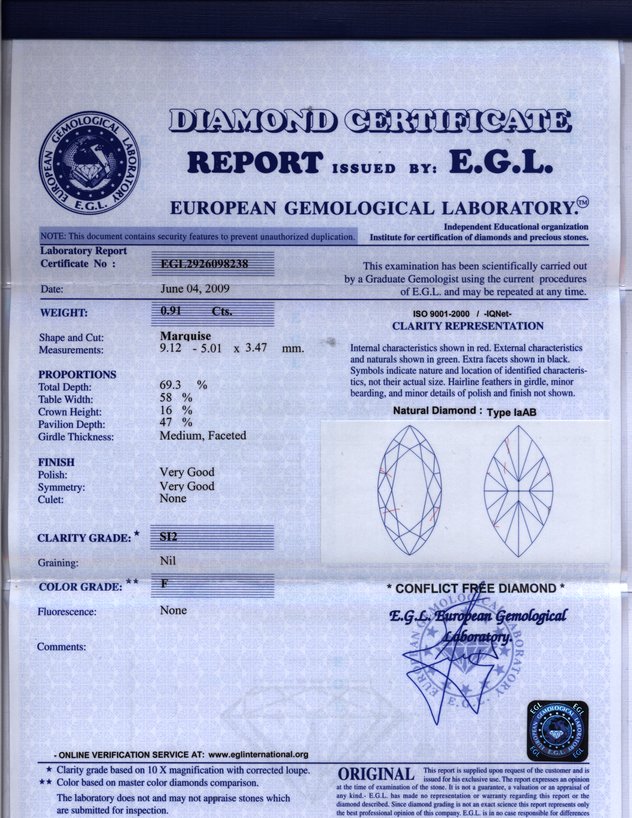 EUROPEAN GEMOLOGICAL LABORATORY
E.G.L.
DIAMOND CERTIFICATE
REPORT ISSUED BY: E.G.L.
EUROPEAN GEMOLOGICAL LABORATORY.™
Independent Educational organization
NOTE: This document contains security features to prevent unauthorized duplication.
Institute for certification of diamonds and precious stones.
Laboratory Report
Certificate No : EGL2926098238
Date: June 04, 2009
This examination has been scientifically carried out
by a Graduate Gemologist using the current procedures
of E.G.L. and may be repeated at any time.
WEIGHT: 0.91 Cts.
Shape and Cut: Marquise
Measurements: 9.12 - 5.01 x 3.47 mm.
PROPORTIONS
Total Depth: 69.3 %
Table Width: 58 %
Crown Height: 16 %
Pavilion Depth: 47 %
Girdle Thickness: Medium, Faceted
FINISH
Polish: Very Good
Symmetry: Very Good
Culet: None
CLARITY GRADE: * SI2
Graining: Nil
COLOR GRADE: ** F
Fluorescence: None
Comments:
ISO 9001-2000 / -IQNet-
CLARITY REPRESENTATION
Internal characteristics shown in red. External characteristics
and naturals shown in green. Extra facets shown in black.
Symbols indicate nature and location of identified characteris-
tics, not their actual size. Hairline feathers in girdle, minor
bearding, and minor details of polish and finish not shown.
Natural Diamond : Type IaAB
* CONFLICT FREE DIAMOND *
E.G.L. European Gemological
Laboratory.
EUROPEAN GEMOLOGICAL LABORATORY
E.G.L.
EGL EGL
EGL EGL
- ONLINE VERIFICATION SERVICE AT: www.eglinternational.org
★ Clarity grade based on 10 X magnification with corrected loupe.
★★ Color based on master color diamonds comparison.
The laboratory does not and may not appraise stones which
are submitted for inspection.
ORIGINAL This report is supplied upon request of the customer and is
issued for his exclusive use. The report expresses an opinion
at the time of examination of the stone. It is not a guarantee, a valuation or an appraisal of
any kind.- E.G.L. has made no representation or warranty regarding this report or the
diamond described. Since diamond grading is not an exact science this report represents only
the best professional opinion of this company. E.G.L. is in no case responsible for differences